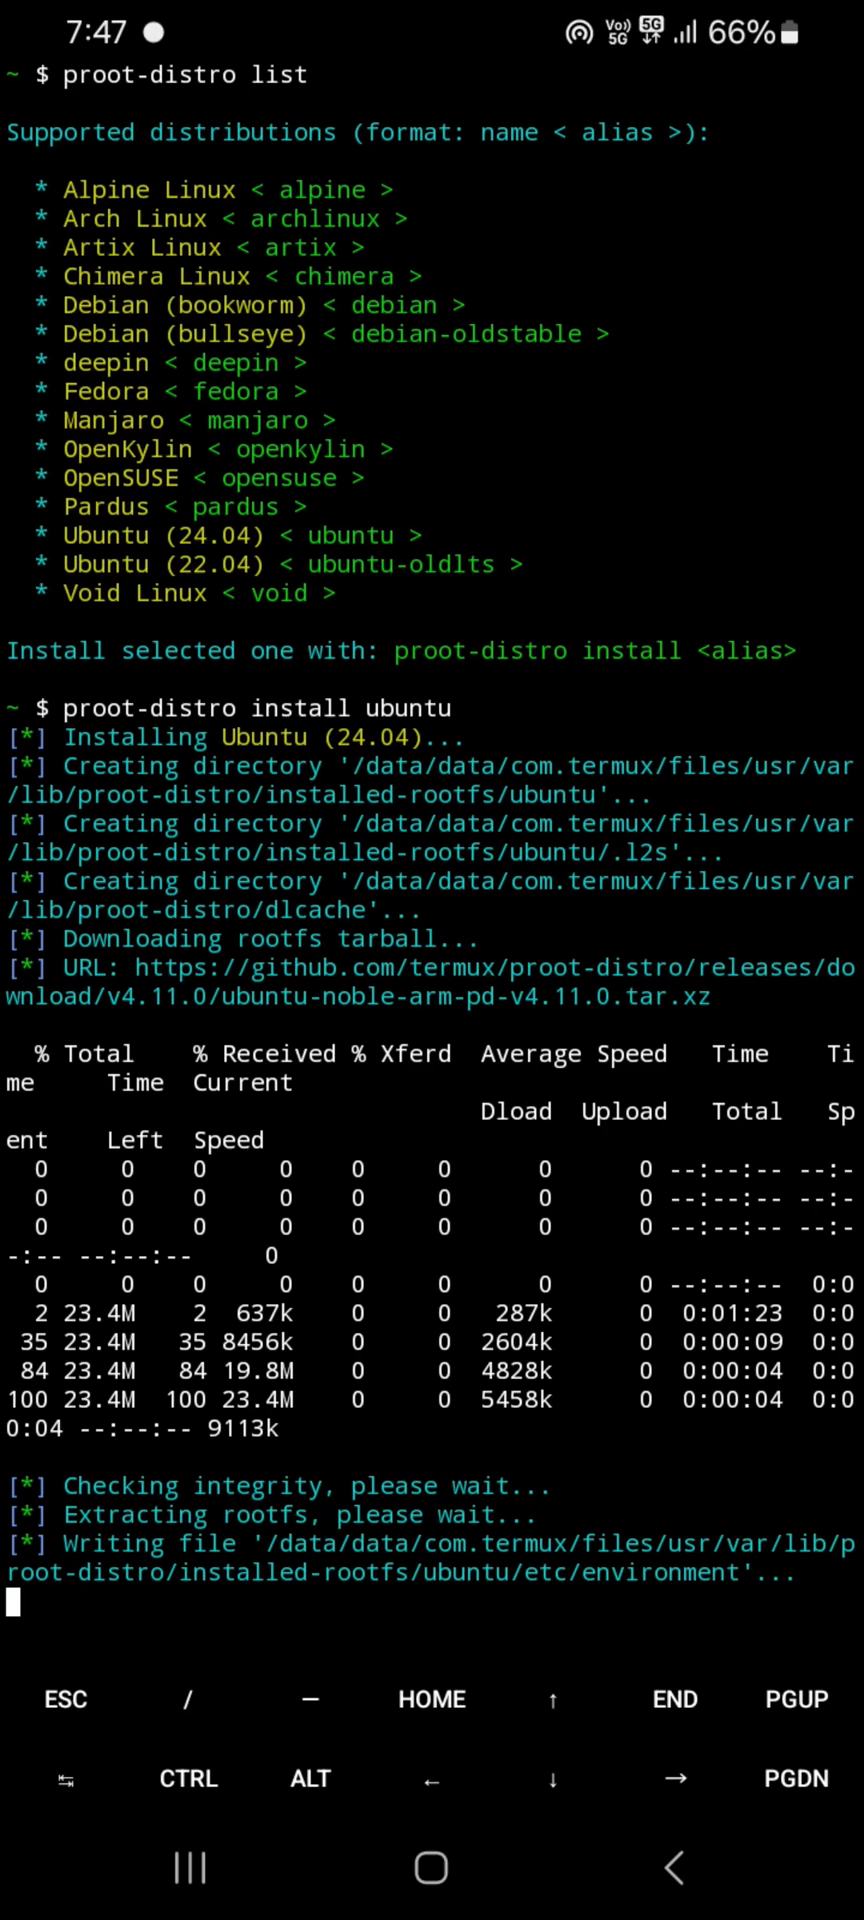 7:47 Vo)) 5G 5G 66%
~ $ proot-distro list
Supported distributions (format: name < alias >):
* Alpine Linux < alpine >
* Arch Linux < archlinux >
* Artix Linux < artix >
* Chimera Linux < chimera >
* Debian (bookworm) < debian >
* Debian (bullseye) < debian-oldstable >
* deepin < deepin >
* Fedora < fedora >
* Manjaro < manjaro >
* OpenKylin < openkylin >
* OpenSUSE < opensuse >
* Pardus < pardus >
* Ubuntu (24.04) < ubuntu >
* Ubuntu (22.04) < ubuntu-oldlts >
* Void Linux < void >
Install selected one with: proot-distro install <alias>
~ $ proot-distro install ubuntu
[*] Installing Ubuntu (24.04)...
[*] Creating directory '/data/data/com.termux/files/usr/var
/lib/proot-distro/installed-rootfs/ubuntu'...
[*] Creating directory '/data/data/com.termux/files/usr/var
/lib/proot-distro/installed-rootfs/ubuntu/.l2s'...
[*] Creating directory '/data/data/com.termux/files/usr/var
/lib/proot-distro/dlcache'...
[*] Downloading rootfs tarball...
[*] URL: https://github.com/termux/proot-distro/releases/do
wnload/v4.11.0/ubuntu-noble-arm-pd-v4.11.0.tar.xz
% Total % Received % Xferd Average Speed Time Ti
me Time Current
Dload Upload Total Sp
ent Left Speed
0 0 0 0 0 0 0 0 --:--:-- --:-
0 0 0 0 0 0 0 0 --:--:-- --:-
0 0 0 0 0 0 0 0 --:--:-- --:-
-:-- --:--:-- 0
0 0 0 0 0 0 0 0 --:--:-- 0:0
2 23.4M 2 637k 0 0 287k 0 0:01:23 0:0
35 23.4M 35 8456k 0 0 2604k 0 0:00:09 0:0
84 23.4M 84 19.8M 0 0 4828k 0 0:00:04 0:0
100 23.4M 100 23.4M 0 0 5458k 0 0:00:04 0:0
0:04 --:--:-- 9113k
[*] Checking integrity, please wait...
[*] Extracting rootfs, please wait...
[*] Writing file '/data/data/com.termux/files/usr/var/lib/p
root-distro/installed-rootfs/ubuntu/etc/environment'...
ESC / — HOME ↑ END PGUP
↹ CTRL ALT ← ↓ → PGDN